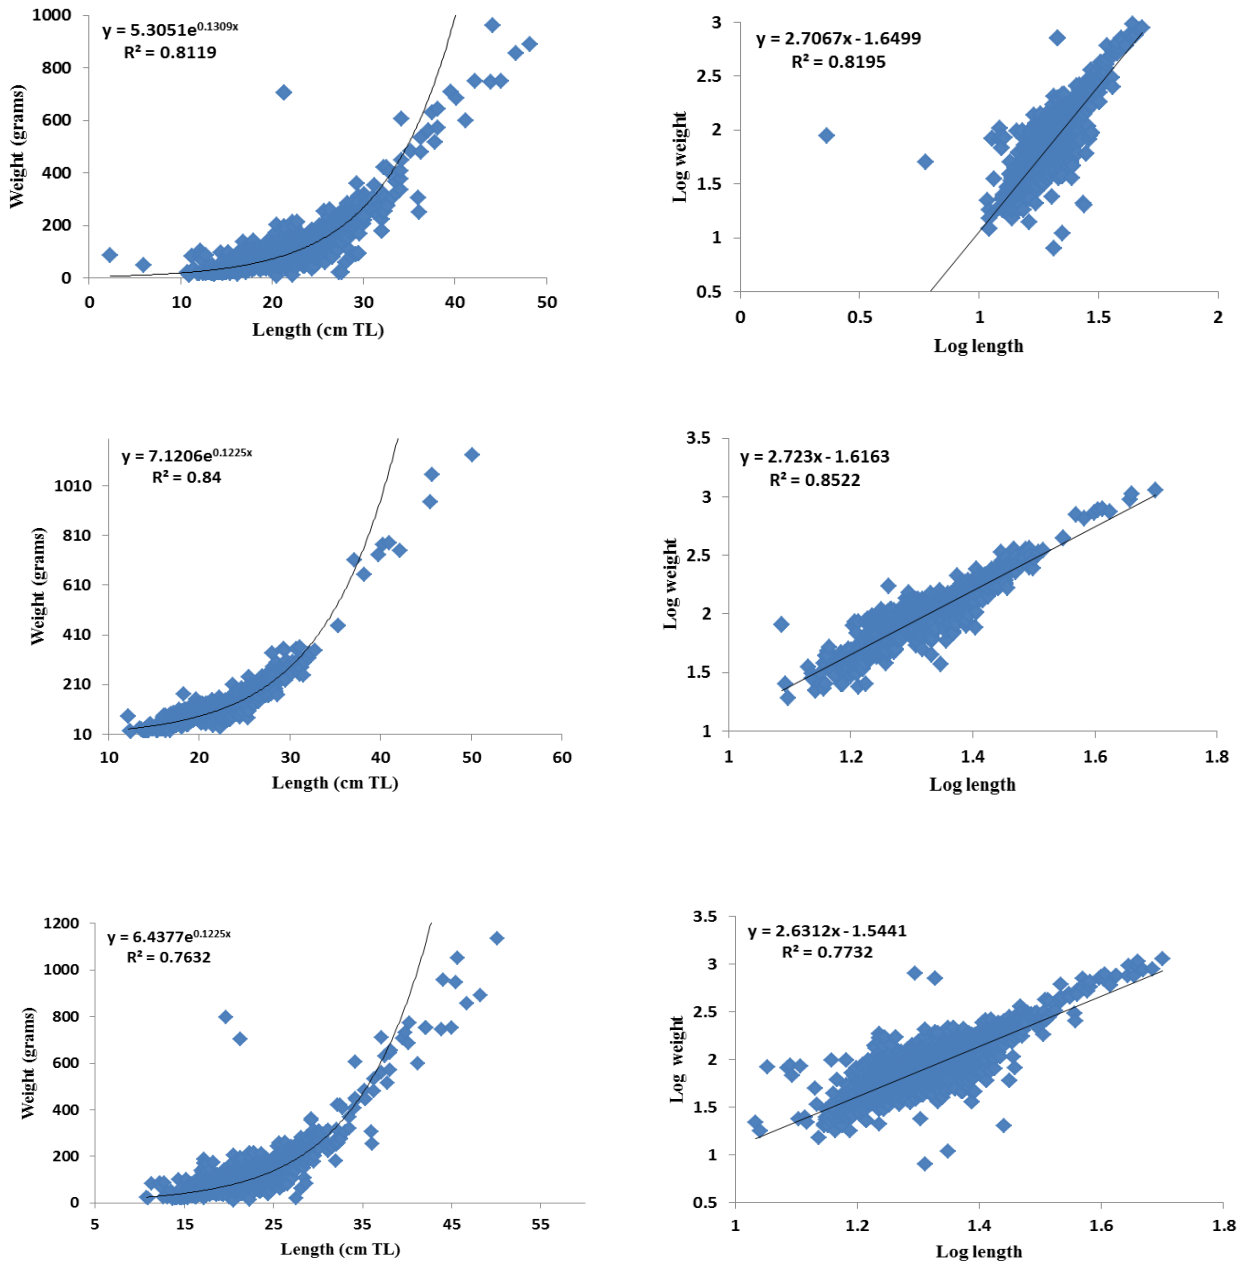 y = 5.3051e^0.1309x
R² = 0.8119
1000
800
600
400
200
0
0 10 20 30 40 50
Weight (grams)
Length (cm TL)
y = 2.7067x - 1.6499
R² = 0.8195
3
2.5
2
1.5
1
0.5
0 0.5 1 1.5 2
Log weight
Log length
y = 7.1206e^0.1225x
R² = 0.84
1010
810
610
410
210
10
10 20 30 40 50 60
Weight (grams)
Length (cm TL)
y = 2.723x - 1.6163
R² = 0.8522
3.5
3
2.5
2
1.5
1
1 1.2 1.4 1.6 1.8
Log weight
Log length
y = 6.4377e^0.1225x
R² = 0.7632
1200
1000
800
600
400
200
0
5 15 25 35 45 55
Weight (grams)
Length (cm TL)
y = 2.6312x - 1.5441
R² = 0.7732
3.5
3
2.5
2
1.5
1
0.5
1 1.2 1.4 1.6 1.8
Log weight
Log length